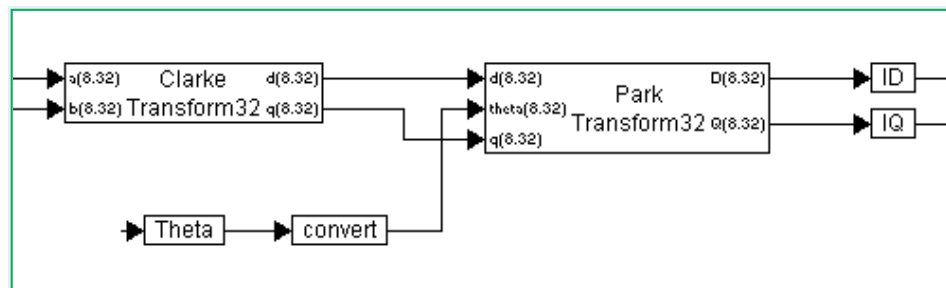 a(8.32) Clarke d(8.32)
b(8.32) Transform32 q(8.32)
d(8.32) D(8.32)
theta(8.32) Park
Transform32 Q(8.32)
q(8.32)
ID
IQ
Theta
convert